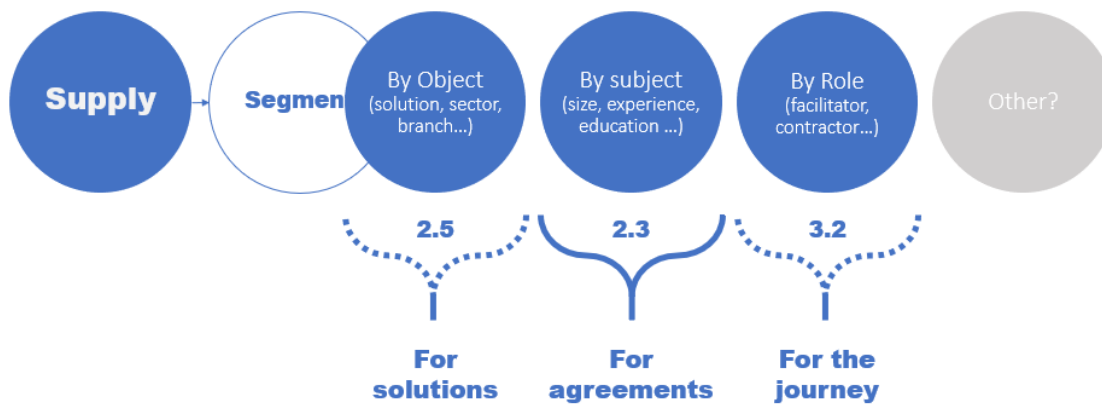 Supply
Segmen
By Object
(solution, sector,
branch...)
By subject
(size, experience,
education ...)
By Role
(facilitator,
contractor...)
Other?
2.5
2.3
3.2
For
solutions
For
agreements
For the
journey